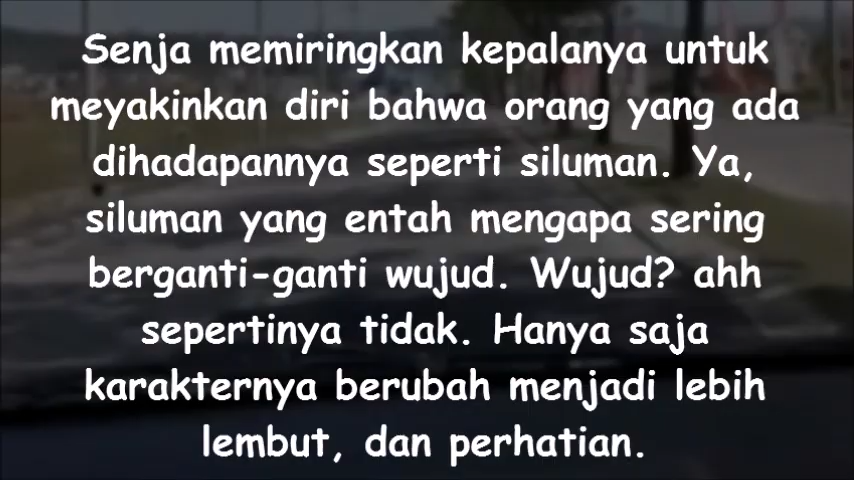 Senja memiringkan kepalanya untuk
meyakinkan diri bahwa orang yang ada
dihadapannya seperti siluman. Ya,
siluman yang entah mengapa sering
berganti-ganti wujud. Wujud? ahh
sepertinya tidak. Hanya saja
karakternya berubah menjadi lebih
lembut, dan perhatian.